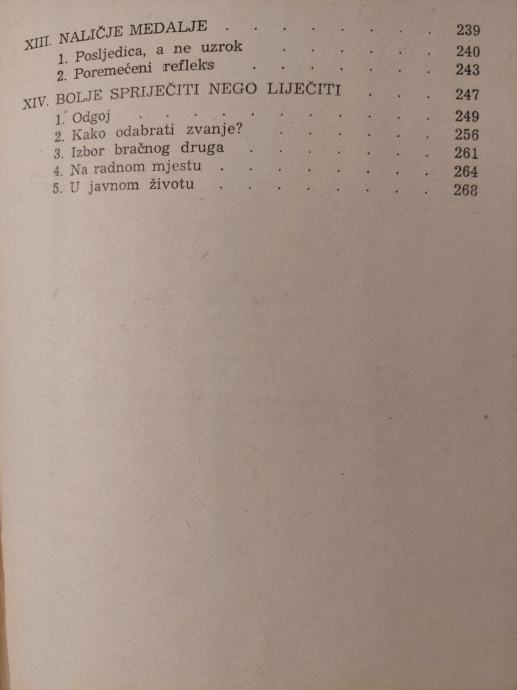 XIII. NALIČJE MEDALJE . . . . . . . . 239
1. Posljedica, a ne uzrok . . . . . . 240
2. Poremećeni refleks . . . . . . . 243
XIV. BOLJE SPRIJEČITI NEGO LIJEČITI . . . 247
1. Odgoj . . . . . . . . . . . 249
2. Kako odabrati zvanje? . . . . . . 256
3. Izbor bračnog druga . . . . . . . 261
4. Na radnom mjestu . . . . . . . . 264
5. U javnom životu . . . . . . . . 268